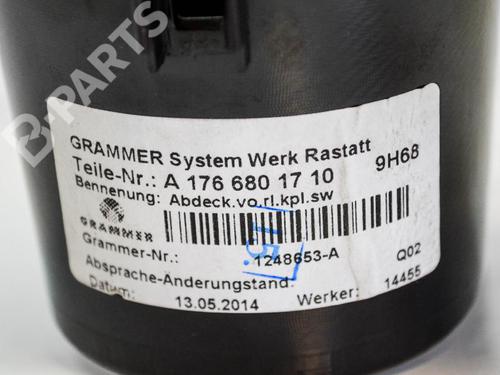 B-PARTS
GRAMMER System Werk Rastatt
Teile-Nr.: A 176 680 17 10 9H68
Bennenung: Abdeck.vo.rl.kpl.sw
GRAMMER
Grammer-Nr.: 1248653-A
Absprache-Änderungstand: Q02
Datum: 13.05.2014 Werker: 14455